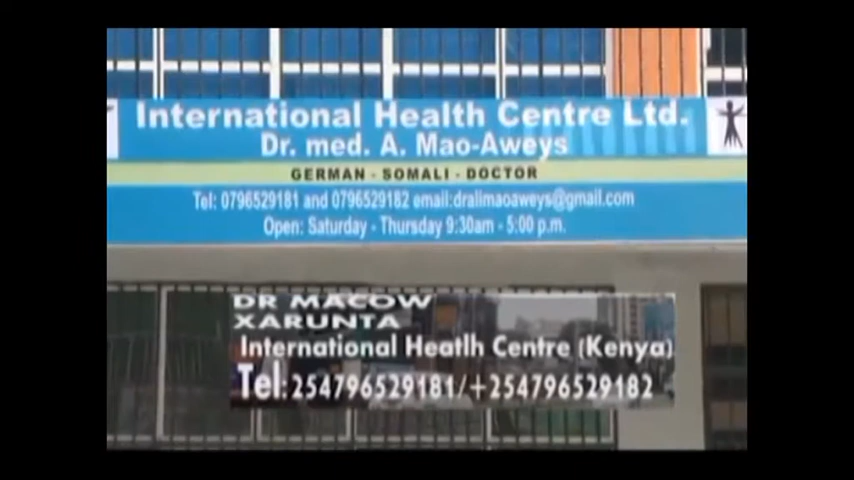 International Health Centre Ltd.
Dr. med. A. Mao-Aweys
GERMAN - SOMALI - DOCTOR
Tel: 0796529181 and 0796529182 email:dralimaoaweys@gmail.com
Open: Saturday - Thursday 9:30am - 5:00 p.m.
DR MACOW
XARUNTA
International Heatlh Centre (Kenya)
Tel:254796529181/+254796529182